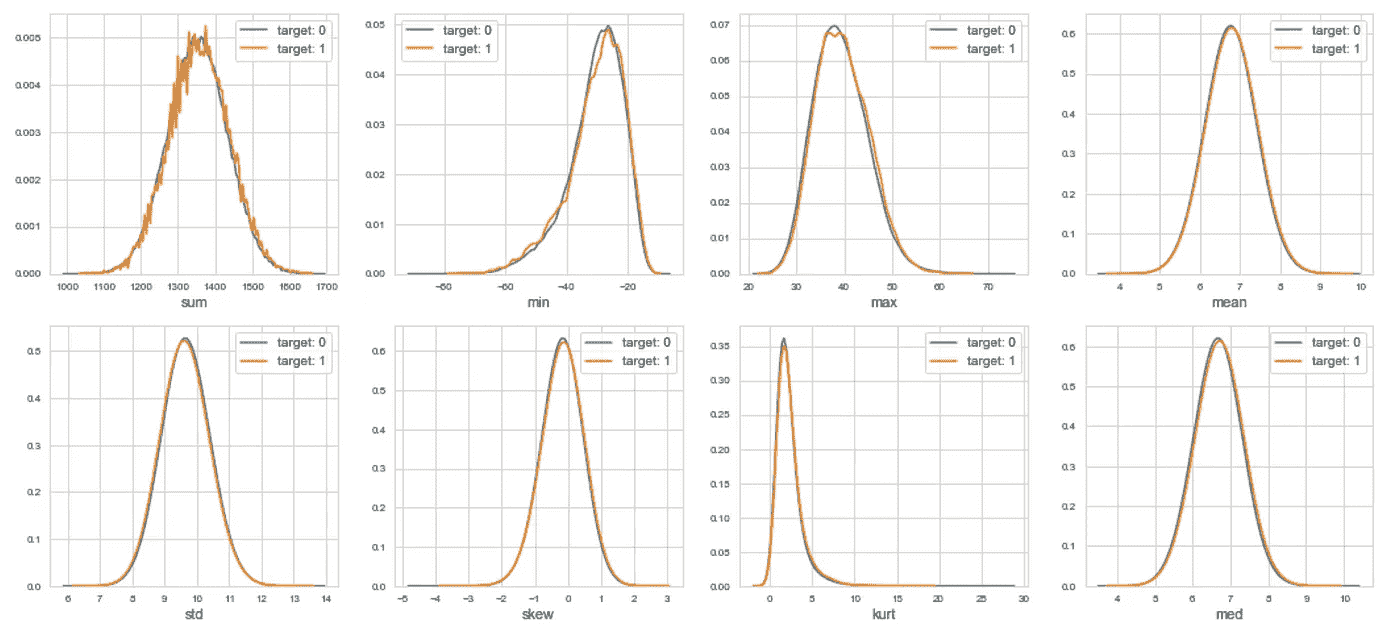 0.005
0.004
0.003
0.002
0.001
0.000
1000 1100 1200 1300 1400 1500 1600 1700
sum
target: 0
target: 1
0.05
0.04
0.03
0.02
0.01
0.00
-80 -60 -40 -20
min
target: 0
target: 1
0.07
0.06
0.05
0.04
0.03
0.02
0.01
0.00
20 30 40 50 60 70
max
target: 0
target: 1
0.6
0.5
0.4
0.3
0.2
0.1
0.0
4 5 6 7 8 9 10
mean
target: 0
target: 1
0.5
0.4
0.3
0.2
0.1
0.0
6 7 8 9 10 11 12 13 14
std
target: 0
target: 1
0.6
0.5
0.4
0.3
0.2
0.1
0.0
-5 -4 -3 -2 -1 0 1 2 3
skew
target: 0
target: 1
0.35
0.30
0.25
0.20
0.15
0.10
0.05
0.00
0 5 10 15 20 25 30
kurt
target: 0
target: 1
0.6
0.5
0.4
0.3
0.2
0.1
0.0
4 5 6 7 8 9 10
med
target: 0
target: 1